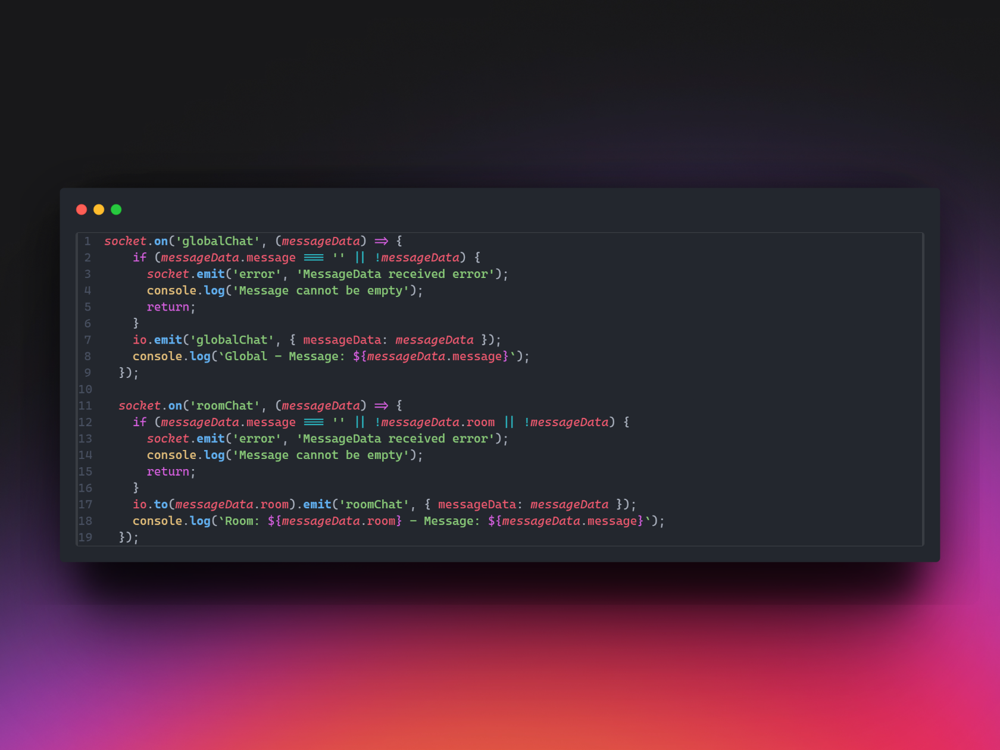 1 socket.on('globalChat', (messageData) => {
2 if (messageData.message === '' || !messageData) {
3 socket.emit('error', 'MessageData received error');
4 console.log('Message cannot be empty');
5 return;
6 }
7 io.emit('globalChat', { messageData: messageData });
8 console.log(`Global - Message: ${messageData.message}`);
9 });
10
11 socket.on('roomChat', (messageData) => {
12 if (messageData.message === '' || !messageData.room || !messageData) {
13 socket.emit('error', 'MessageData received error');
14 console.log('Message cannot be empty');
15 return;
16 }
17 io.to(messageData.room).emit('roomChat', { messageData: messageData });
18 console.log(`Room: ${messageData.room} - Message: ${messageData.message}`);
19 });